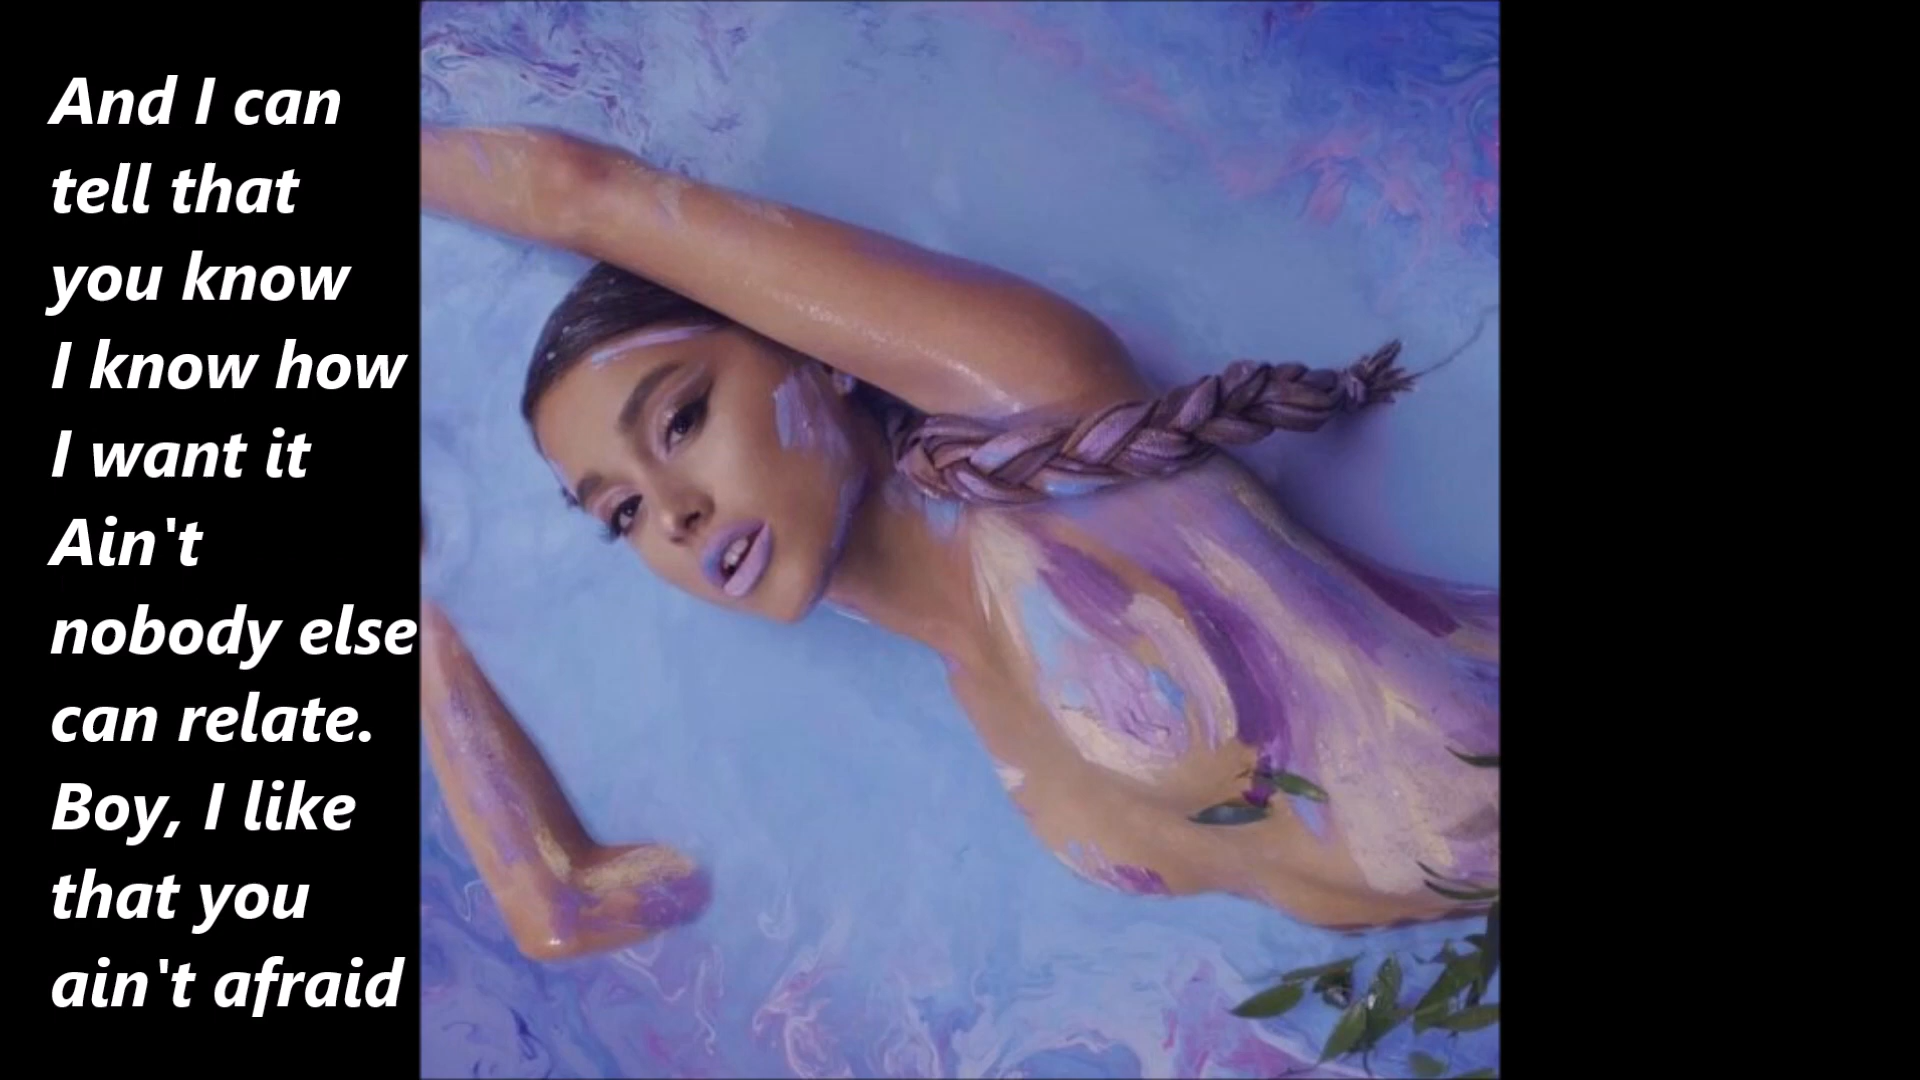 And I can
tell that
you know
I know how
I want it
Ain't
nobody else
can relate.
Boy, I like
that you
ain't afraid